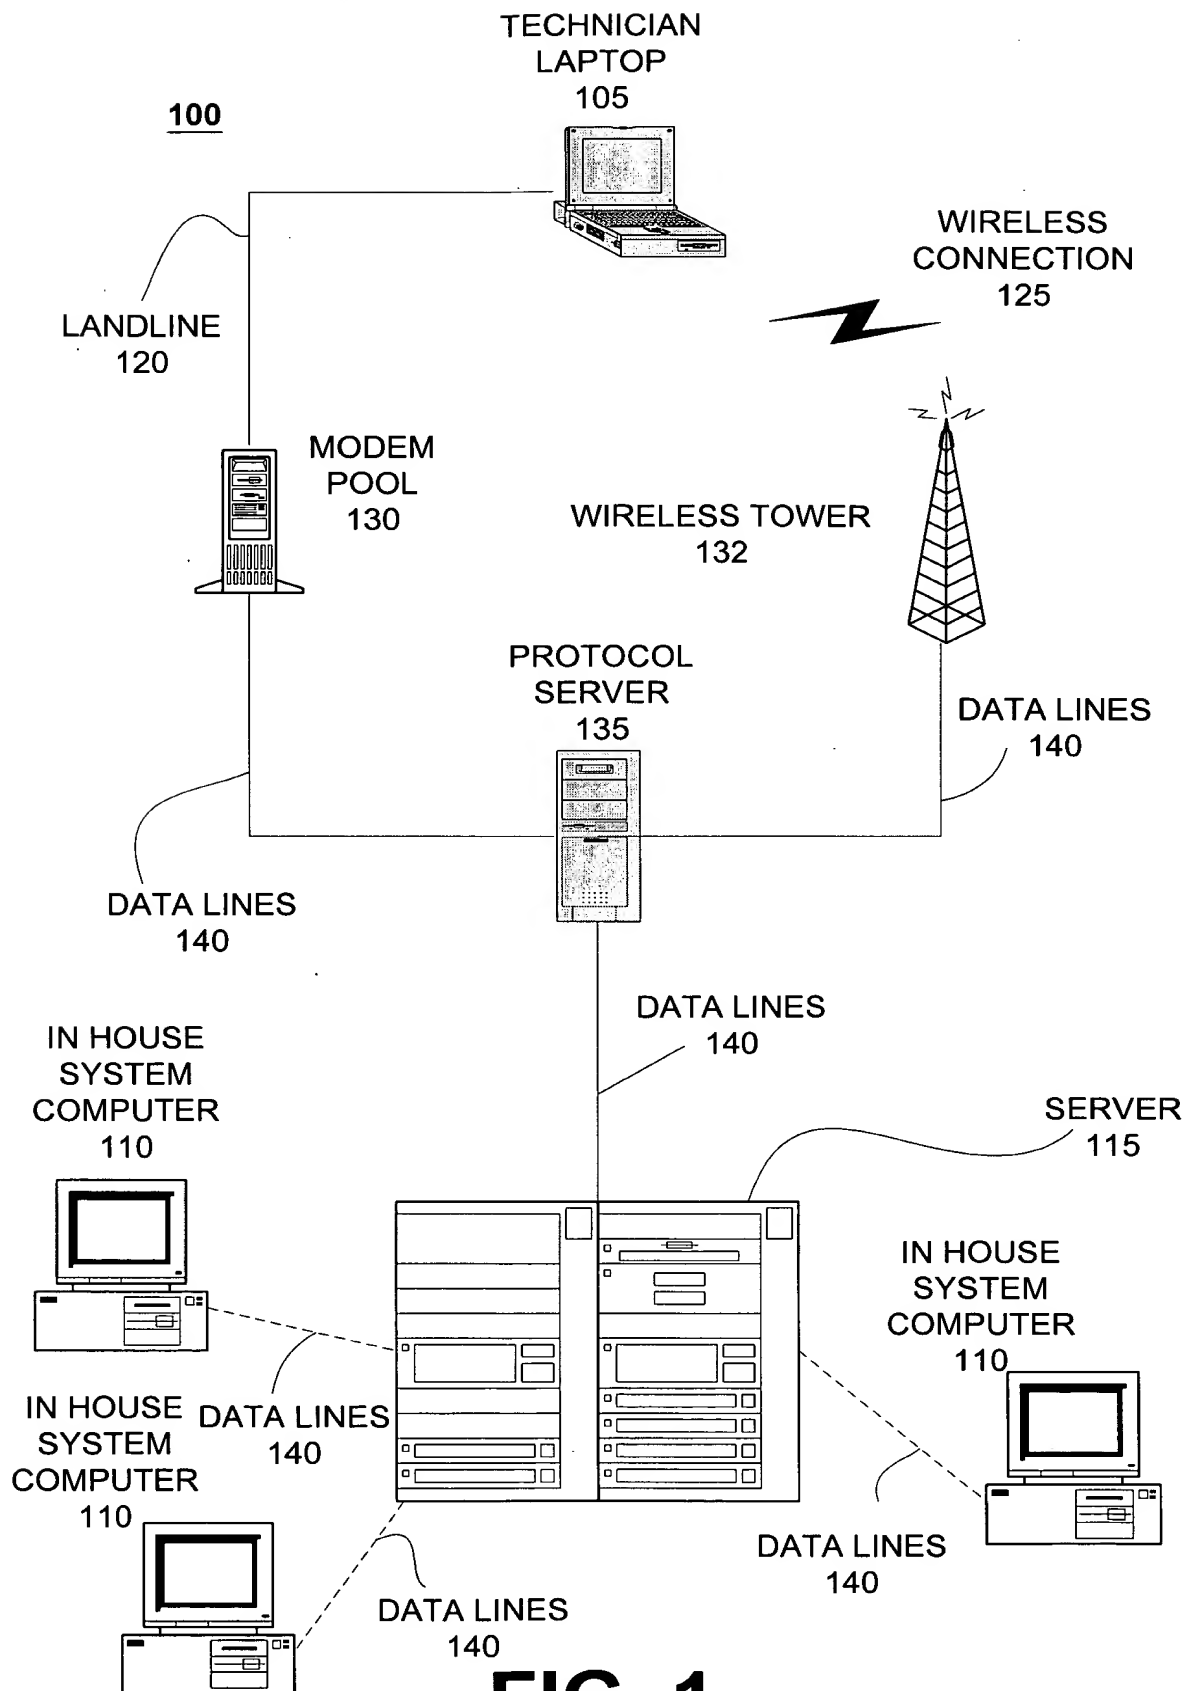 TECHNICIAN
LAPTOP
105
100
WIRELESS
CONNECTION
125
LANDLINE
120
MODEM
POOL
130
WIRELESS TOWER
132
PROTOCOL
SERVER
135
DATA LINES
140
DATA LINES
140
DATA LINES
140
IN HOUSE
SYSTEM
COMPUTER
110
SERVER
115
IN HOUSE
SYSTEM
COMPUTER
110
IN HOUSE
SYSTEM
COMPUTER
110
DATA LINES
140
DATA LINES
140
DATA LINES
140
FIG. 1